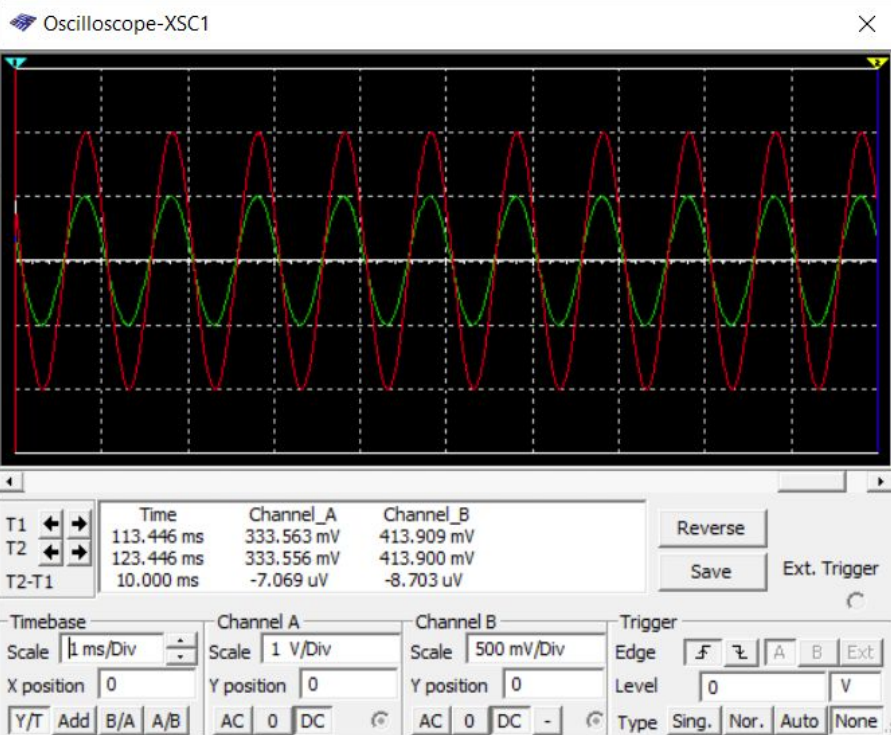 Oscilloscope-XSC1
1
2
T1
T2
T2-T1
Time Channel_A Channel_B
113.446 ms 333.563 mV 413.909 mV
123.446 ms 333.556 mV 413.900 mV
10.000 ms -7.069 uV -8.703 uV
Reverse
Save
Ext. Trigger
Timebase
Scale 1 ms/Div
X position 0
Y/T Add B/A A/B
Channel A
Scale 1 V/Div
Y position 0
AC 0 DC
Channel B
Scale 500 mV/Div
Y position 0
AC 0 DC -
Trigger
Edge A B Ext
Level 0 V
Type Sing. Nor. Auto None